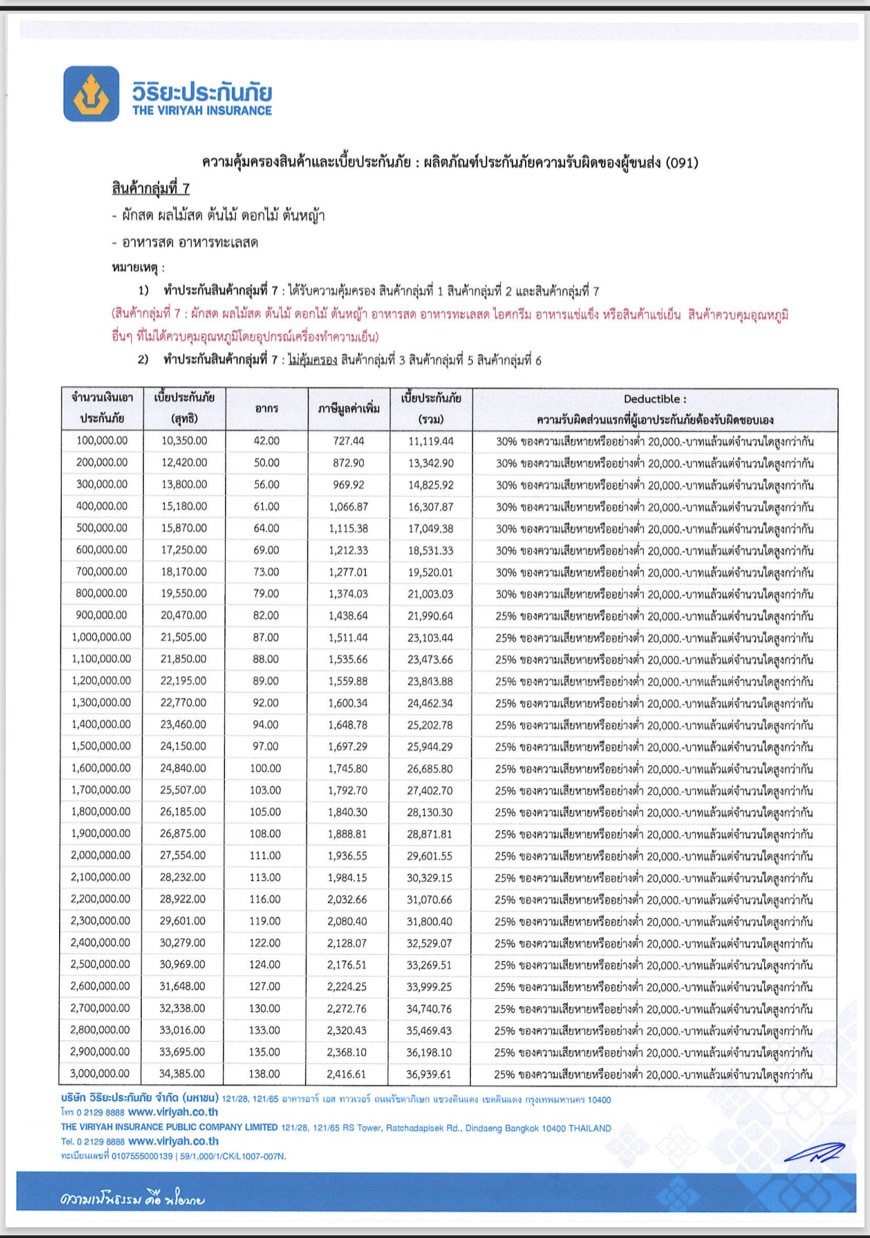 วิริยะประกันภัย
THE VIRIYAH INSURANCE
ความคุ้มครองสินค้าและเบี้ยประกันภัย : ผลิตภัณฑ์ประกันภัยความรับผิดของผู้ขนส่ง (091)
สินค้ากลุ่มที่ 7
- ผักสด ผลไม้สด ต้นไม้ ดอกไม้ ต้นหญ้า
- อาหารสด อาหารทะเลสด
หมายเหตุ :
1) ทำประกันสินค้ากลุ่มที่ 7 : ได้รับความคุ้มครอง สินค้ากลุ่มที่ 1 สินค้ากลุ่มที่ 2 และสินค้ากลุ่มที่ 7
(สินค้ากลุ่มที่ 7 : ผักสด ผลไม้สด ต้นไม้ ดอกไม้ ต้นหญ้า อาหารสด อาหารทะเลสด ไอศกรีม อาหารแช่แข็ง หรือสินค้าแช่เย็น สินค้าควบคุมอุณหภูมิ
อื่นๆ ที่ไม่ได้ควบคุมอุณหภูมิโดยอุปกรณ์เครื่องทำความเย็น)
2) ทำประกันสินค้ากลุ่มที่ 7 : ไม่คุ้มครอง สินค้ากลุ่มที่ 3 สินค้ากลุ่มที่ 5 สินค้ากลุ่มที่ 6
จำนวนเงินเอาประกันภัย เบี้ยประกันภัย (สุทธิ) อากร ภาษีมูลค่าเพิ่ม เบี้ยประกันภัย (รวม) Deductible : ความรับผิดส่วนแรกที่ผู้เอาประกันภัยต้องรับผิดชอบเอง
100,000.00 10,350.00 42.00 727.44 11,119.44 30% ของความเสียหายหรืออย่างต่ำ 20,000.-บาทแล้วแต่จำนวนใดสูงกว่ากัน
200,000.00 12,420.00 50.00 872.90 13,342.90 30% ของความเสียหายหรืออย่างต่ำ 20,000.-บาทแล้วแต่จำนวนใดสูงกว่ากัน
300,000.00 13,800.00 56.00 969.92 14,825.92 30% ของความเสียหายหรืออย่างต่ำ 20,000.-บาทแล้วแต่จำนวนใดสูงกว่ากัน
400,000.00 15,180.00 61.00 1,066.87 16,307.87 30% ของความเสียหายหรืออย่างต่ำ 20,000.-บาทแล้วแต่จำนวนใดสูงกว่ากัน
500,000.00 15,870.00 64.00 1,115.38 17,049.38 30% ของความเสียหายหรืออย่างต่ำ 20,000.-บาทแล้วแต่จำนวนใดสูงกว่ากัน
600,000.00 17,250.00 69.00 1,212.33 18,531.33 30% ของความเสียหายหรืออย่างต่ำ 20,000.-บาทแล้วแต่จำนวนใดสูงกว่ากัน
700,000.00 18,170.00 73.00 1,277.01 19,520.01 30% ของความเสียหายหรืออย่างต่ำ 20,000.-บาทแล้วแต่จำนวนใดสูงกว่ากัน
800,000.00 19,550.00 79.00 1,374.03 21,003.03 30% ของความเสียหายหรืออย่างต่ำ 20,000.-บาทแล้วแต่จำนวนใดสูงกว่ากัน
900,000.00 20,470.00 82.00 1,438.64 21,990.64 25% ของความเสียหายหรืออย่างต่ำ 20,000.-บาทแล้วแต่จำนวนใดสูงกว่ากัน
1,000,000.00 21,505.00 87.00 1,511.44 23,103.44 25% ของความเสียหายหรืออย่างต่ำ 20,000.-บาทแล้วแต่จำนวนใดสูงกว่ากัน
1,100,000.00 21,850.00 88.00 1,535.66 23,473.66 25% ของความเสียหายหรืออย่างต่ำ 20,000.-บาทแล้วแต่จำนวนใดสูงกว่ากัน
1,200,000.00 22,195.00 89.00 1,559.88 23,843.88 25% ของความเสียหายหรืออย่างต่ำ 20,000.-บาทแล้วแต่จำนวนใดสูงกว่ากัน
1,300,000.00 22,770.00 92.00 1,600.34 24,462.34 25% ของความเสียหายหรืออย่างต่ำ 20,000.-บาทแล้วแต่จำนวนใดสูงกว่ากัน
1,400,000.00 23,460.00 94.00 1,648.78 25,202.78 25% ของความเสียหายหรืออย่างต่ำ 20,000.-บาทแล้วแต่จำนวนใดสูงกว่ากัน
1,500,000.00 24,150.00 97.00 1,697.29 25,944.29 25% ของความเสียหายหรืออย่างต่ำ 20,000.-บาทแล้วแต่จำนวนใดสูงกว่ากัน
1,600,000.00 24,840.00 100.00 1,745.80 26,685.80 25% ของความเสียหายหรืออย่างต่ำ 20,000.-บาทแล้วแต่จำนวนใดสูงกว่ากัน
1,700,000.00 25,507.00 103.00 1,792.70 27,402.70 25% ของความเสียหายหรืออย่างต่ำ 20,000.-บาทแล้วแต่จำนวนใดสูงกว่ากัน
1,800,000.00 26,185.00 105.00 1,840.30 28,130.30 25% ของความเสียหายหรืออย่างต่ำ 20,000.-บาทแล้วแต่จำนวนใดสูงกว่ากัน
1,900,000.00 26,875.00 108.00 1,888.81 28,871.81 25% ของความเสียหายหรืออย่างต่ำ 20,000.-บาทแล้วแต่จำนวนใดสูงกว่ากัน
2,000,000.00 27,554.00 111.00 1,936.55 29,601.55 25% ของความเสียหายหรืออย่างต่ำ 20,000.-บาทแล้วแต่จำนวนใดสูงกว่ากัน
2,100,000.00 28,232.00 113.00 1,984.15 30,329.15 25% ของความเสียหายหรืออย่างต่ำ 20,000.-บาทแล้วแต่จำนวนใดสูงกว่ากัน
2,200,000.00 28,922.00 116.00 2,032.66 31,070.66 25% ของความเสียหายหรืออย่างต่ำ 20,000.-บาทแล้วแต่จำนวนใดสูงกว่ากัน
2,300,000.00 29,601.00 119.00 2,080.40 31,800.40 25% ของความเสียหายหรืออย่างต่ำ 20,000.-บาทแล้วแต่จำนวนใดสูงกว่ากัน
2,400,000.00 30,279.00 122.00 2,128.07 32,529.07 25% ของความเสียหายหรืออย่างต่ำ 20,000.-บาทแล้วแต่จำนวนใดสูงกว่ากัน
2,500,000.00 30,969.00 124.00 2,176.51 33,269.51 25% ของความเสียหายหรืออย่างต่ำ 20,000.-บาทแล้วแต่จำนวนใดสูงกว่ากัน
2,600,000.00 31,648.00 127.00 2,224.25 33,999.25 25% ของความเสียหายหรืออย่างต่ำ 20,000.-บาทแล้วแต่จำนวนใดสูงกว่ากัน
2,700,000.00 32,338.00 130.00 2,272.76 34,740.76 25% ของความเสียหายหรืออย่างต่ำ 20,000.-บาทแล้วแต่จำนวนใดสูงกว่ากัน
2,800,000.00 33,016.00 133.00 2,320.43 35,469.43 25% ของความเสียหายหรืออย่างต่ำ 20,000.-บาทแล้วแต่จำนวนใดสูงกว่ากัน
2,900,000.00 33,695.00 135.00 2,368.10 36,198.10 25% ของความเสียหายหรืออย่างต่ำ 20,000.-บาทแล้วแต่จำนวนใดสูงกว่ากัน
3,000,000.00 34,385.00 138.00 2,416.61 36,939.61 25% ของความเสียหายหรืออย่างต่ำ 20,000.-บาทแล้วแต่จำนวนใดสูงกว่ากัน
บริษัท วิริยะประกันภัย จำกัด (มหาชน) 121/28, 121/65 อาคารอาร์ เอส ทาวเวอร์ ถนนรัชดาภิเษก แขวงดินแดง เขตดินแดง กรุงเทพมหานคร 10400
โทร 0 2129 8888 www.viriyah.co.th
THE VIRIYAH INSURANCE PUBLIC COMPANY LIMITED 121/28, 121/65 RS Tower, Ratchadapisek Rd., Dindaeng Bangkok 10400 THAILAND
Tel. 0 2129 8888 www.viriyah.co.th
ทะเบียนเลขที่ 0107555000139 | 59/1,000/1/CK/L1007-007N.
ความเป็นธรรม คือ นโยบาย